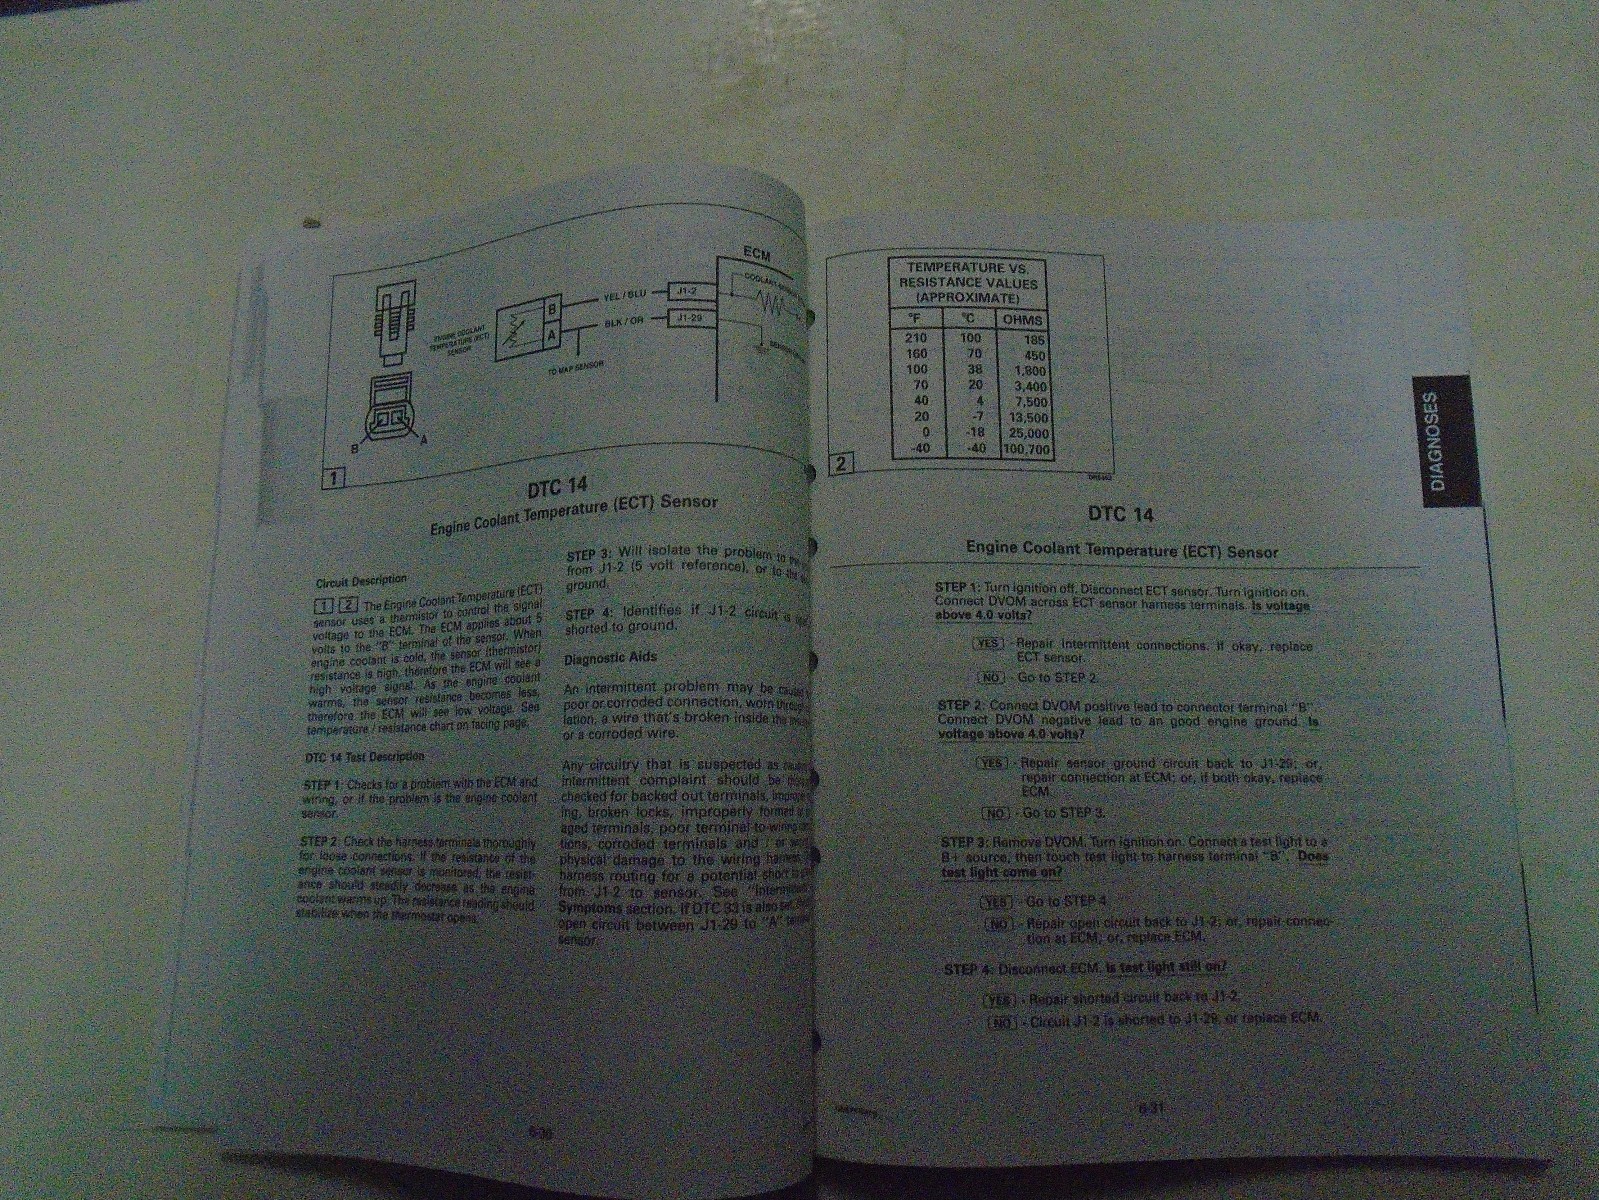 ECM
COOLANT
YEL / BLU
J1-2
BLK / OR
J1-29
B
A
ENGINE COOLANT
TEMPERATURE (ECT)
SENSOR
TO MAP SENSOR
B
A
1
DTC 14
Engine Coolant Temperature (ECT) Sensor
Circuit Description
1 2 The Engine Coolant Temperature (ECT)
sensor uses a thermistor to control the signal
voltage to the ECM. The ECM applies about 5
volts to the "B" terminal of the sensor. When
engine coolant is cold, the sensor (thermistor)
resistance is high, therefore the ECM will see a
high voltage signal. As the engine coolant
warms, the sensor resistance becomes less,
therefore the ECM will see low voltage. See
temperature / resistance chart on facing page.
DTC 14 Test Description
STEP 1: Checks for a problem with the ECM and
wiring, or if the problem is the engine coolant
sensor.
STEP 2: Check the harness terminals thoroughly
for loose connections. If the resistance of the
engine coolant sensor is monitored, the resist-
ance should steadily decrease as the engine
coolant warms up. The resistance reading should
stabilize when the thermostat opens.
STEP 3: Will isolate the problem to the
from J1-2 (5 volt reference), or to the
ground.
STEP 4: Identifies if J1-2 circuit is
shorted to ground.
Diagnostic Aids
An intermittent problem may be caused
poor or corroded connection, worn through
lation, a wire that's broken inside the
or a corroded wire.
Any circuitry that is suspected as
intermittent complaint should be
checked for backed out terminals,
ing, broken locks, improperly formed
aged terminals, poor terminal-to-wiring
tions, corroded terminals and / or
physical damage to the wiring harness,
harness routing for a potential short
from J1-2 to sensor. See "Intermittent
Symptoms section. If DTC 33 is also set,
open circuit between J1-29 to "A"
sensor.
TEMPERATURE VS.
RESISTANCE VALUES
(APPROXIMATE)
°F °C OHMS
210 100 185
160 70 450
100 38 1,800
70 20 3,400
40 4 7,500
20 -7 13,500
0 -18 25,000
-40 -40 100,700
2
DIAGNOSES
DTC 14
Engine Coolant Temperature (ECT) Sensor
STEP 1: Turn ignition off. Disconnect ECT sensor. Turn ignition on.
Connect DVOM across ECT sensor harness terminals. Is voltage
above 4.0 volts?
YES - Repair intermittent connections. If okay, replace
ECT sensor.
NO - Go to STEP 2.
STEP 2: Connect DVOM positive lead to connector terminal "B".
Connect DVOM negative lead to an good engine ground. Is
voltage above 4.0 volts?
YES - Repair sensor ground circuit back to J1-29; or,
repair connection at ECM; or, if both okay, replace
ECM.
NO - Go to STEP 3.
STEP 3: Remove DVOM. Turn ignition on. Connect a test light to a
B+ source, then touch test light to harness terminal "B". Does
test light come on?
YES - Go to STEP 4.
NO - Repair open circuit back to J1-2; or, repair connec-
tion at ECM; or, replace ECM.
STEP 4: Disconnect ECM. Is test light still on?
YES - Repair shorted circuit back to J1-2.
NO - Circuit J1-2 is shorted to J1-29, or replace ECM.
6-30
6-31